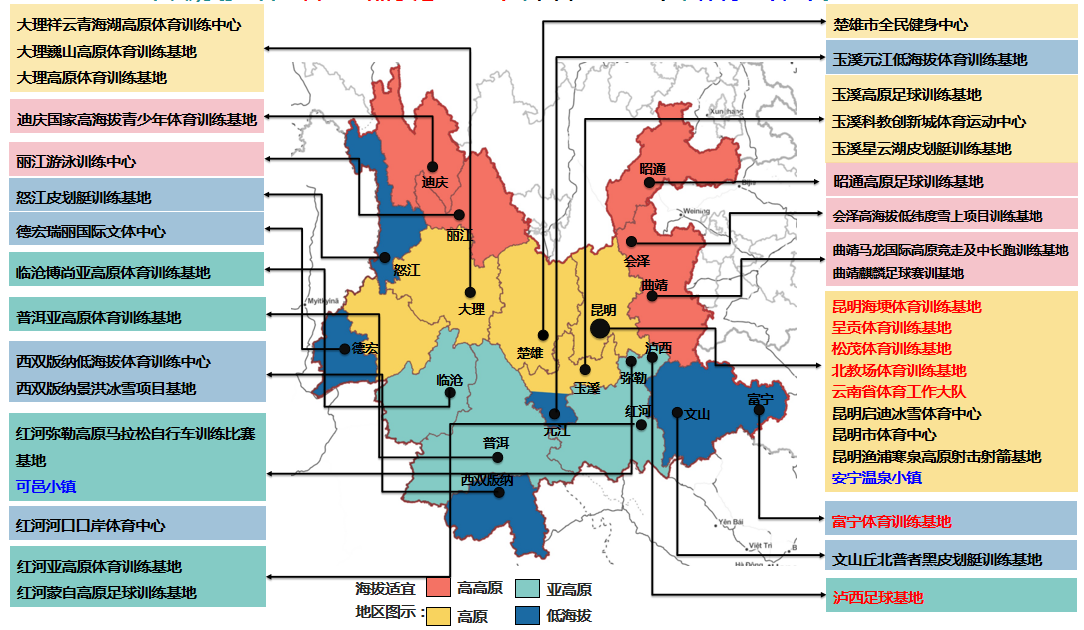 大理祥云青海湖高原体育训练中心
大理巍山高原体育训练基地
大理高原体育训练基地
迪庆国家高海拔青少年体育训练基地
丽江游泳训练中心
怒江皮划艇训练基地
德宏瑞丽国际文体中心
临沧博尚亚高原体育训练基地
普洱亚高原体育训练基地
西双版纳低海拔体育训练中心
西双版纳景洪冰雪项目基地
红河弥勒高原马拉松自行车训练比赛
基地
可邑小镇
红河河口口岸体育中心
红河亚高原体育训练基地
红河蒙自高原足球训练基地
迪庆
丽江
怒江
大理
德宏
楚雄
昆明
昭通
会泽
曲靖
泸西
弥勒
玉溪
临沧
红河
元江
文山
富宁
普洱
西双版纳
Myitkyina
Xuanhang
Bijie
Weining
Yên Bái
Việt Trì
Hà Đông
B
海拔适宜
地区图示：
高高原
亚高原
高原
低海拔
楚雄市全民健身中心
玉溪元江低海拔体育训练基地
玉溪高原足球训练基地
玉溪科教创新城体育运动中心
玉溪星云湖皮划艇训练基地
昭通高原足球训练基地
会泽高海拔低纬度雪上项目训练基地
曲靖马龙国际高原竞走及中长跑训练基地
曲靖麒麟足球赛训基地
昆明海埂体育训练基地
呈贡体育训练基地
松茂体育训练基地
北教场体育训练基地
云南省体育工作大队
昆明启迪冰雪体育中心
昆明市体育中心
昆明渔浦寒泉高原射击射箭基地
安宁温泉小镇
富宁体育训练基地
文山丘北普者黑皮划艇训练基地
泸西足球基地